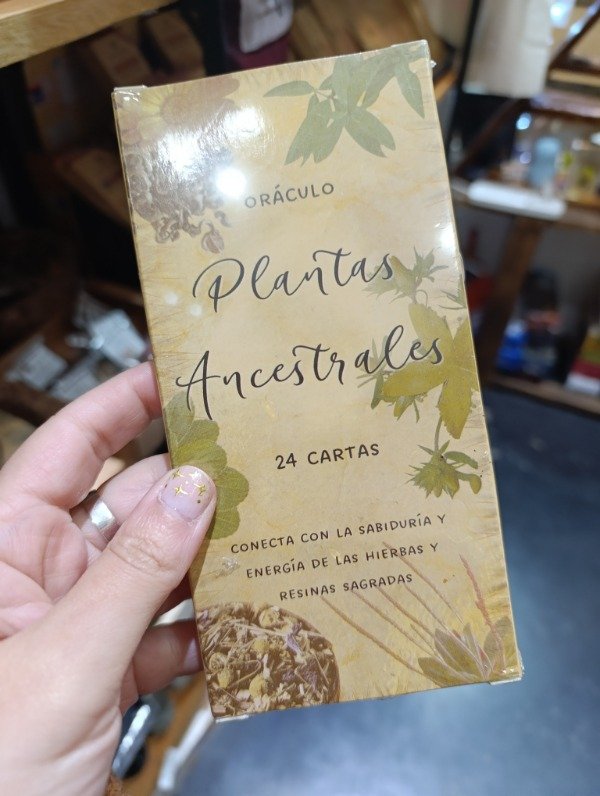 ORÁCULO
Plantas
Ancestrales
24 CARTAS
CONECTA CON LA SABIDURÍA Y
ENERGÍA DE LAS HIERBAS Y
RESINAS SAGRADAS